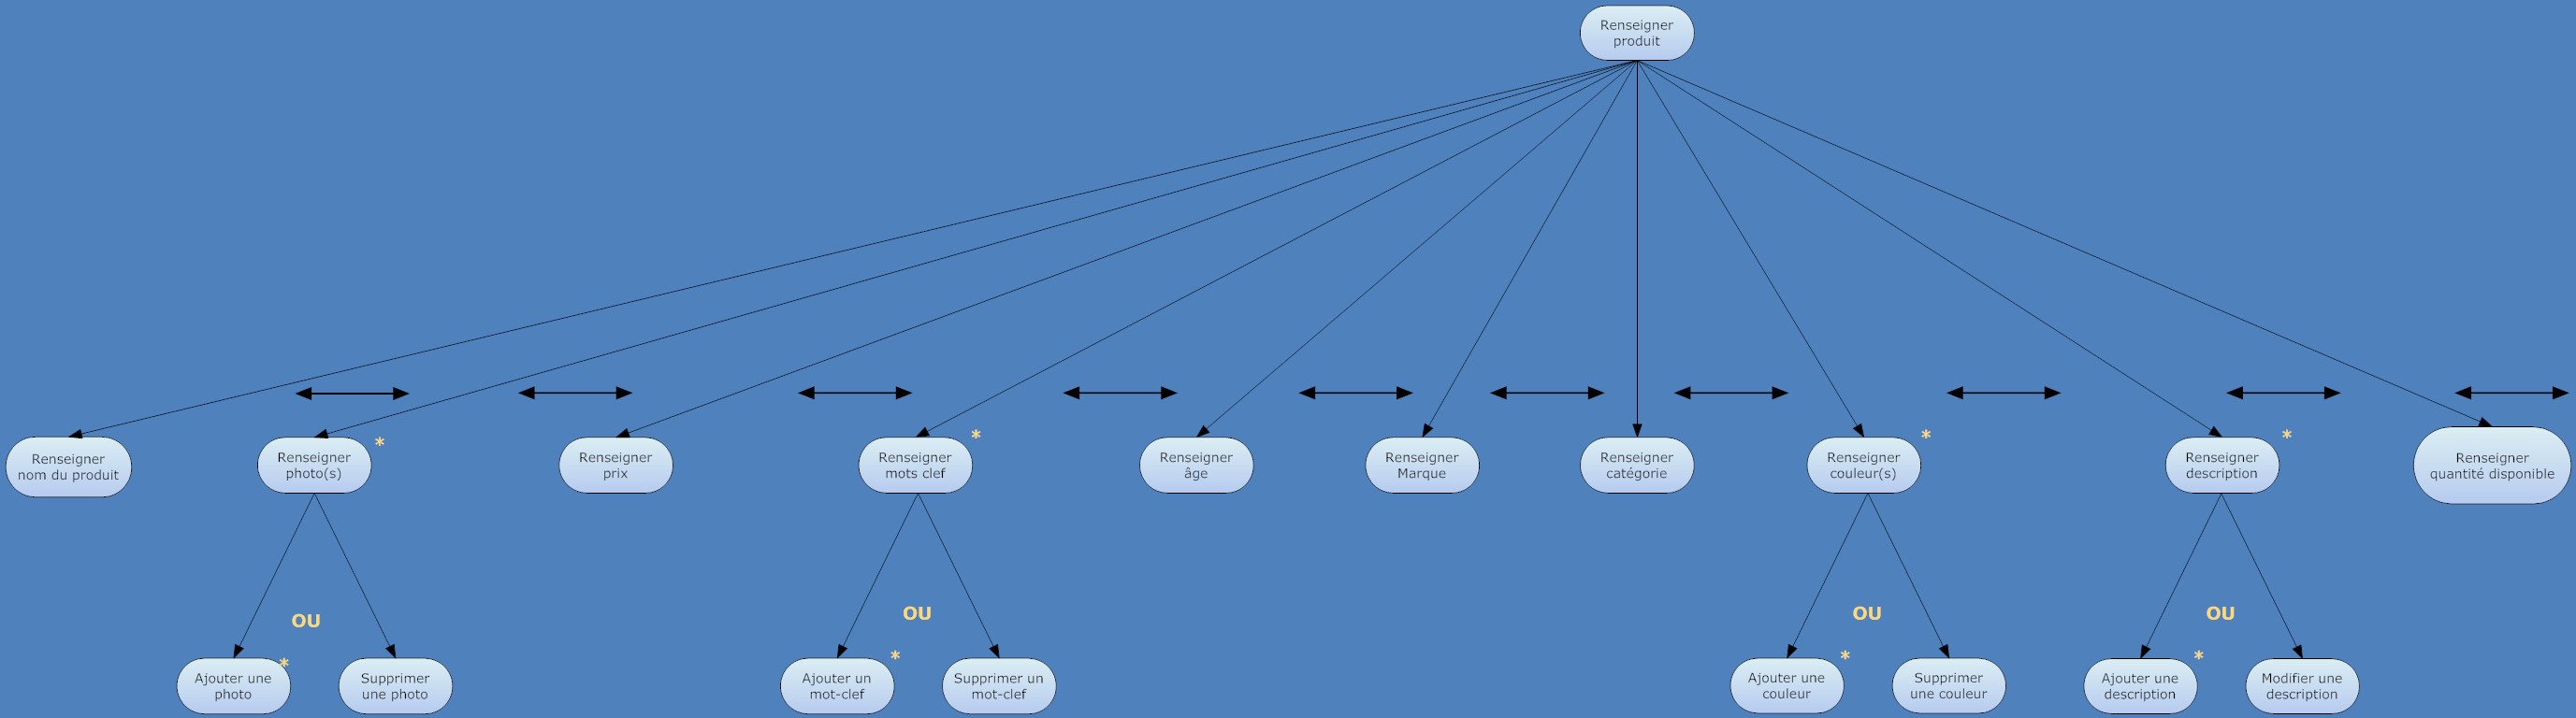 Renseigner
produit
*
*
*
*
Renseigner
nom du produit
Renseigner
photo(s)
Renseigner
prix
Renseigner
mots clef
Renseigner
âge
Renseigner
Marque
Renseigner
catégorie
Renseigner
couleur(s)
Renseigner
description
Renseigner
quantité disponible
OU
OU
OU
OU
*
*
*
*
Ajouter une
photo
Supprimer
une photo
Ajouter un
mot-clef
Supprimer un
mot-clef
Ajouter une
couleur
Supprimer
une couleur
Ajouter une
description
Modifier une
description